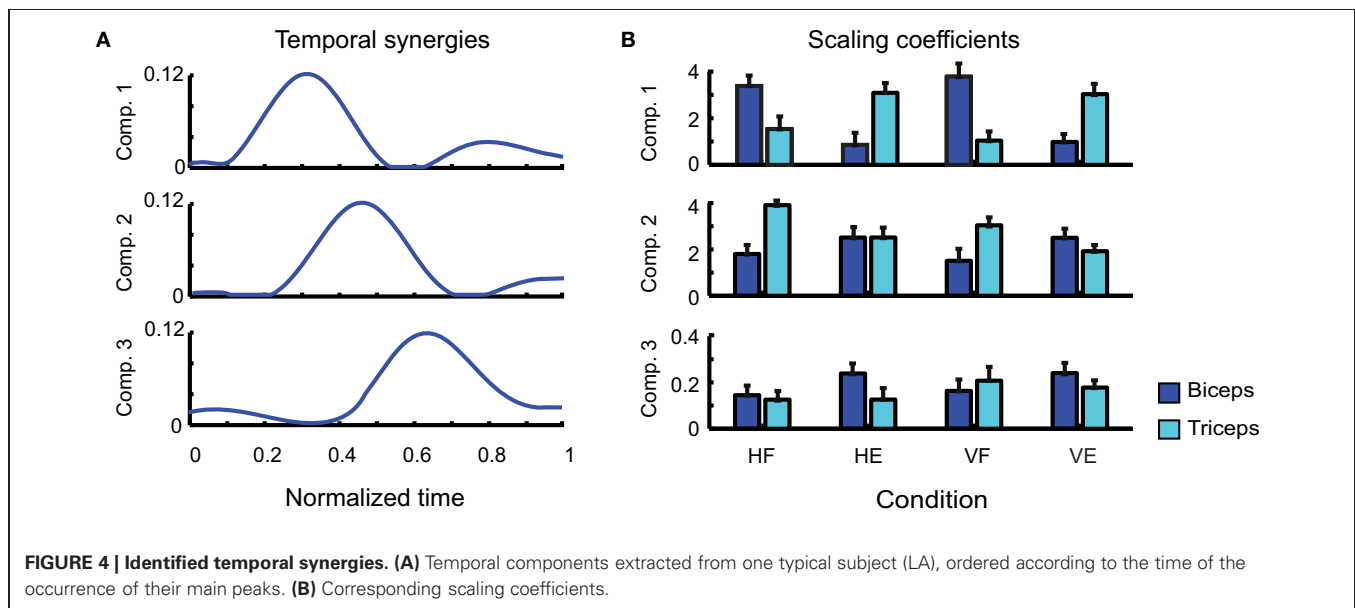 A Temporal synergies
0.12
Comp. 1
0
0.12
Comp. 2
0
0.12
Comp. 3
0
0 0.2 0.4 0.6 0.8 1
Normalized time
B Scaling coefficients
4
Comp. 1
2
0
4
Comp. 2
2
0
0.4
Comp. 3
0.2
0
HF HE VF VE
Condition
Biceps
Triceps
FIGURE 4 | Identified temporal synergies. (A) Temporal components extracted from one typical subject (LA), ordered according to the time of the
occurrence of their main peaks. (B) Corresponding scaling coefficients.